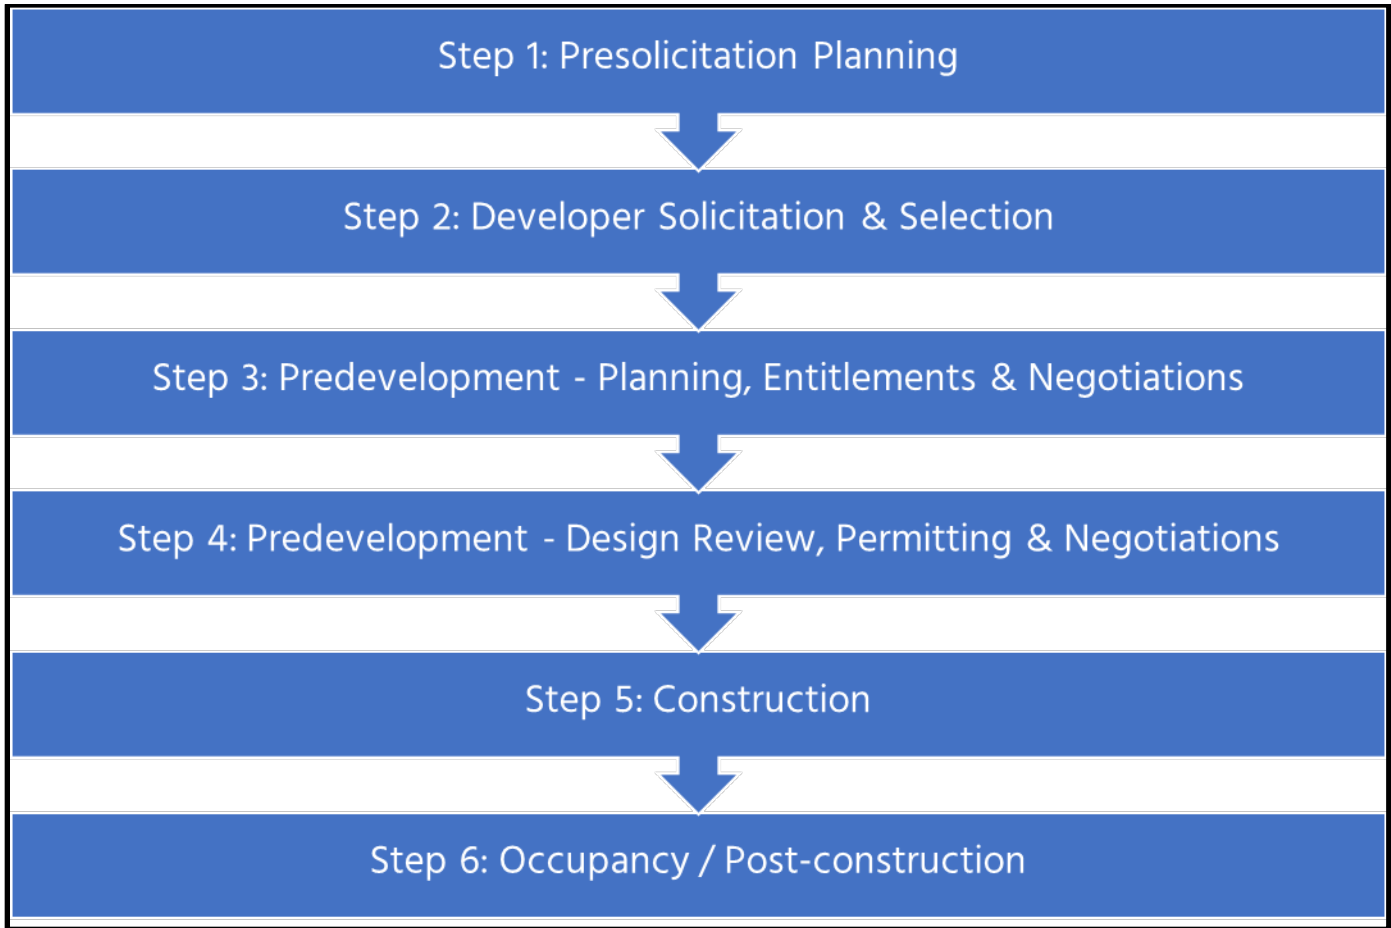 Step 1: Presolicitation Planning
Step 2: Developer Solicitation & Selection
Step 3: Predevelopment - Planning, Entitlements & Negotiations
Step 4: Predevelopment - Design Review, Permitting & Negotiations
Step 5: Construction
Step 6: Occupancy / Post-construction